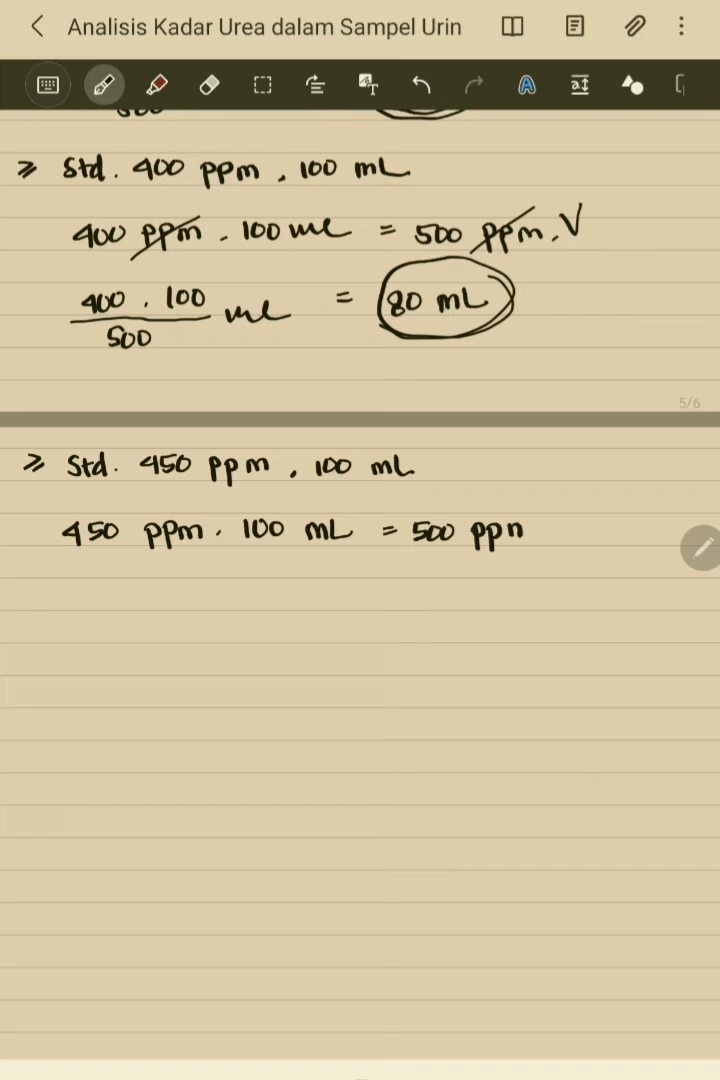 Analisis Kadar Urea dalam Sampel Urin
⩾ Std. 400 ppm, 100 mL
400 ppm . 100 mL = 500 ppm . V
400 . 100 / 500 mL = 80 mL
5/6
⩾ Std. 450 ppm, 100 mL
450 ppm . 100 mL = 500 ppn